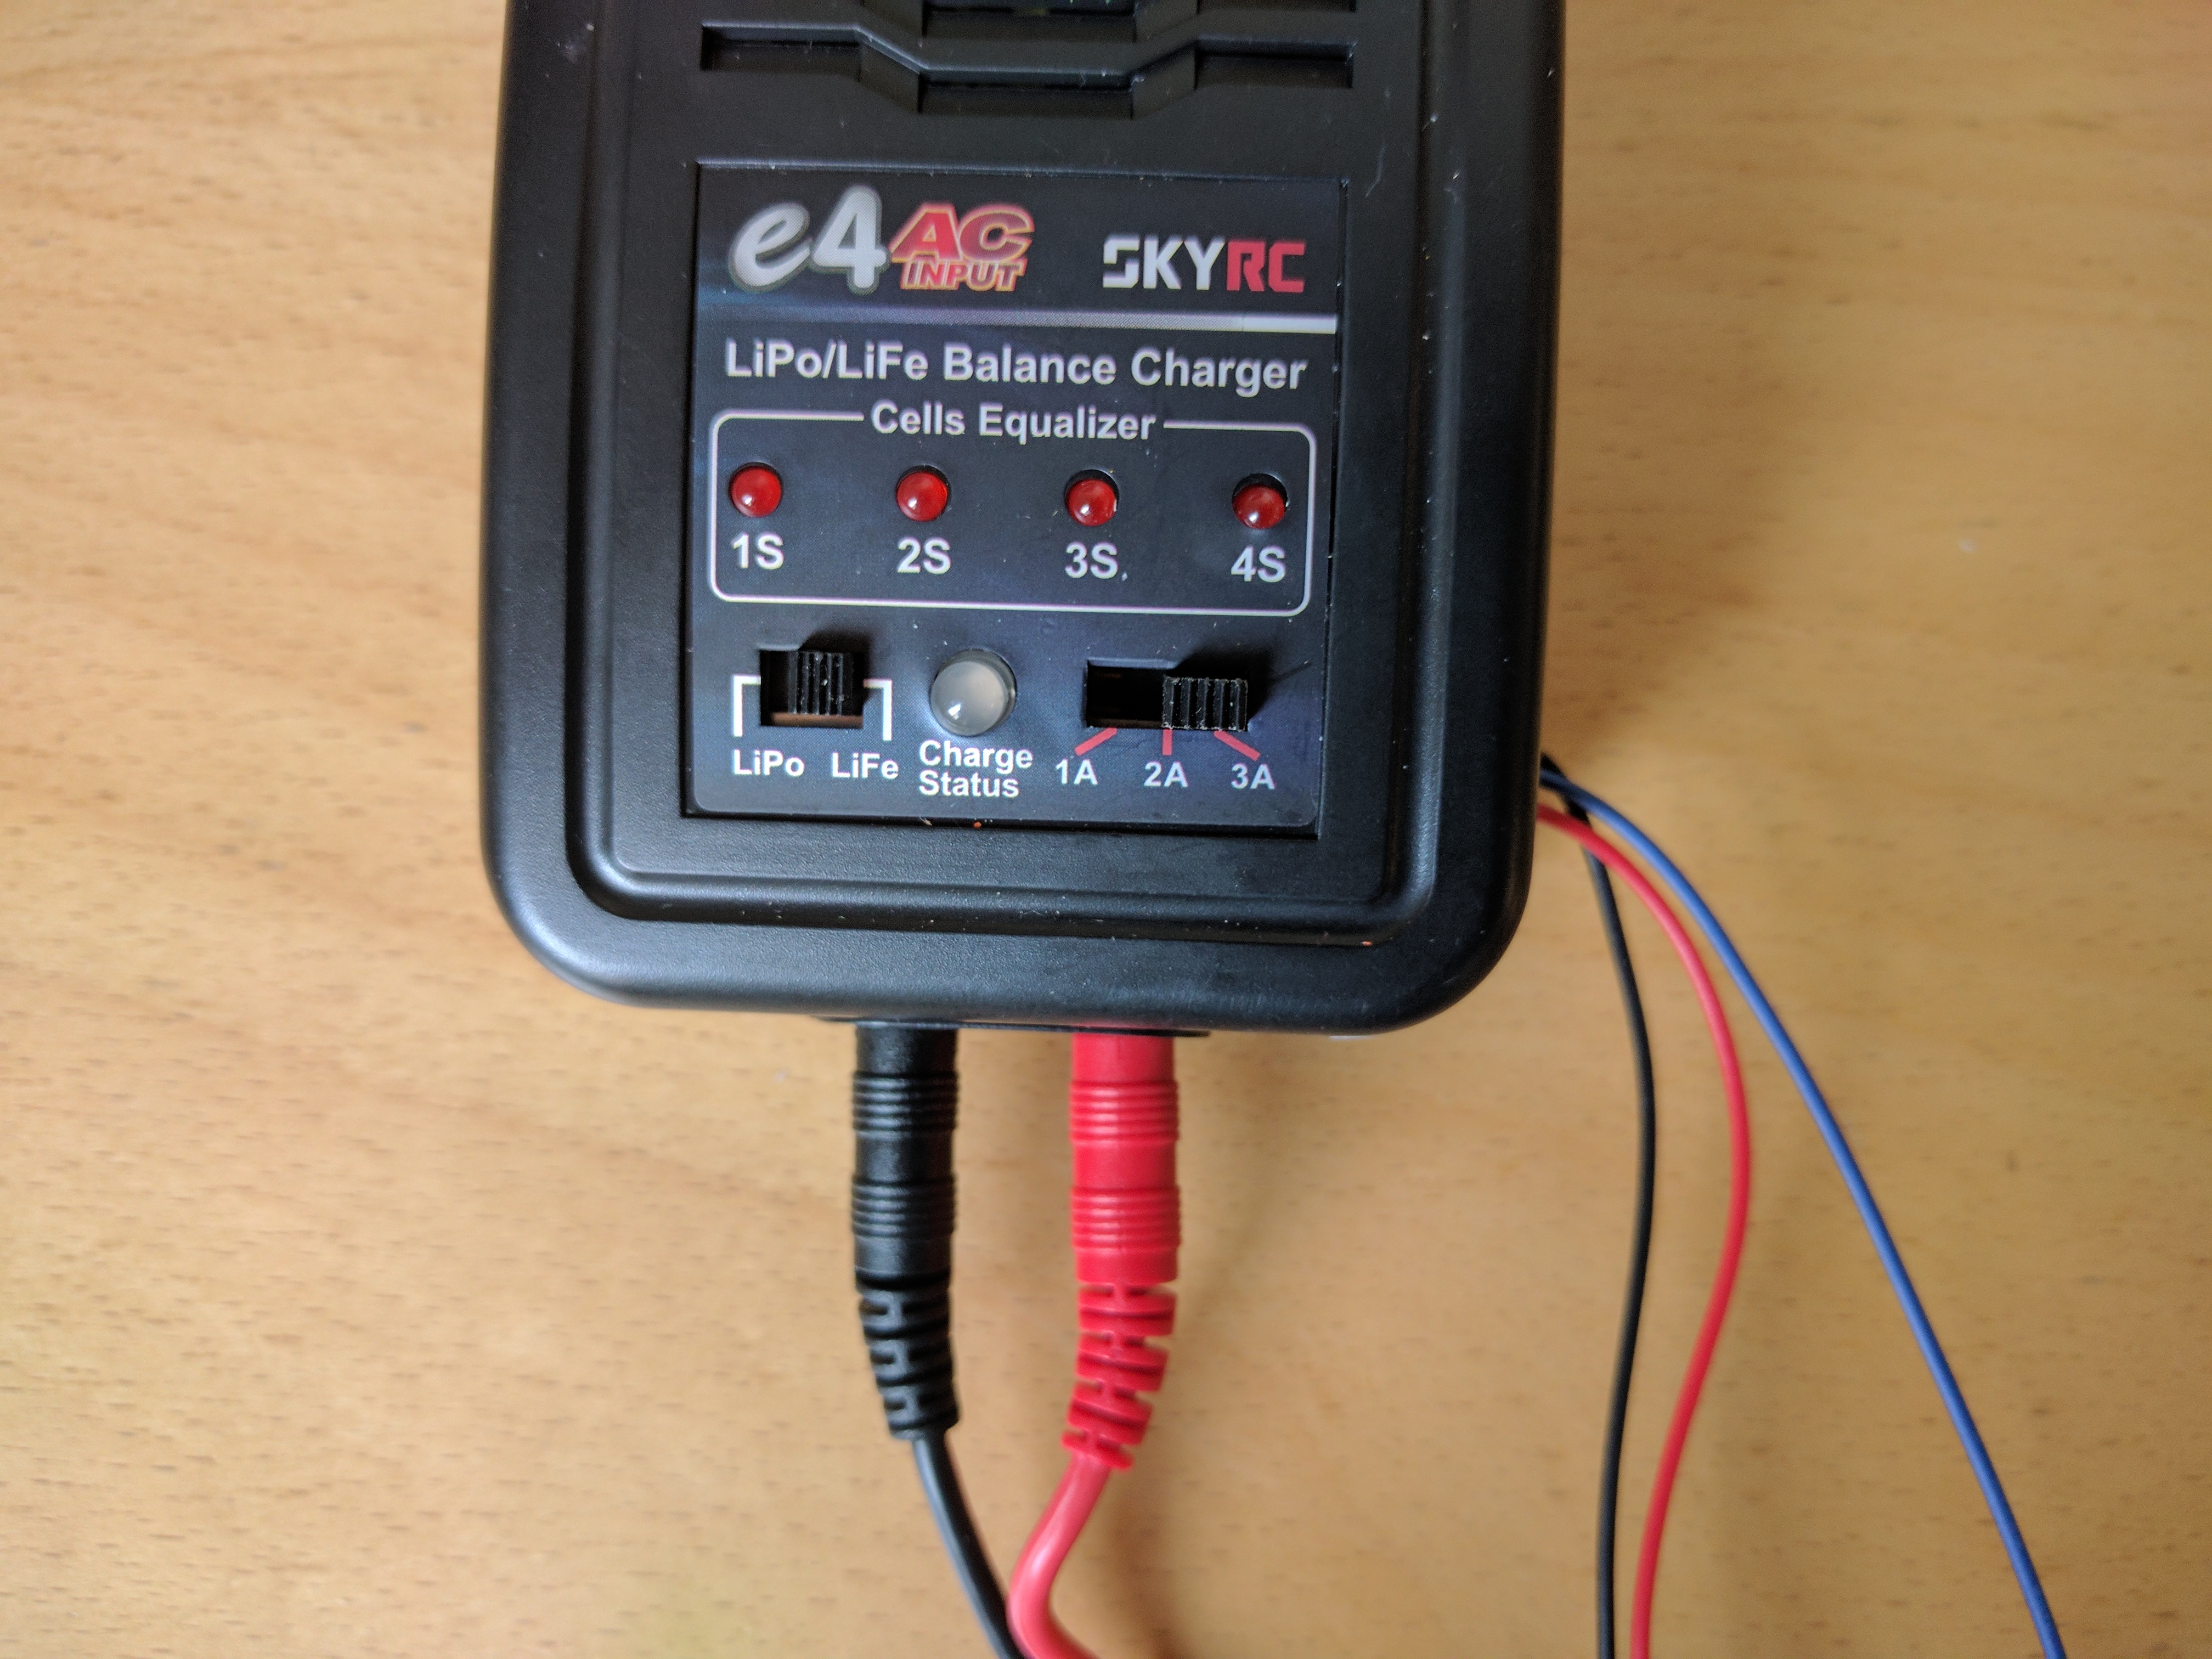 e4 AC INPUT SKYRC
LiPo/LiFe Balance Charger
Cells Equalizer
1S 2S 3S 4S
LiPo LiFe Charge Status 1A 2A 3A